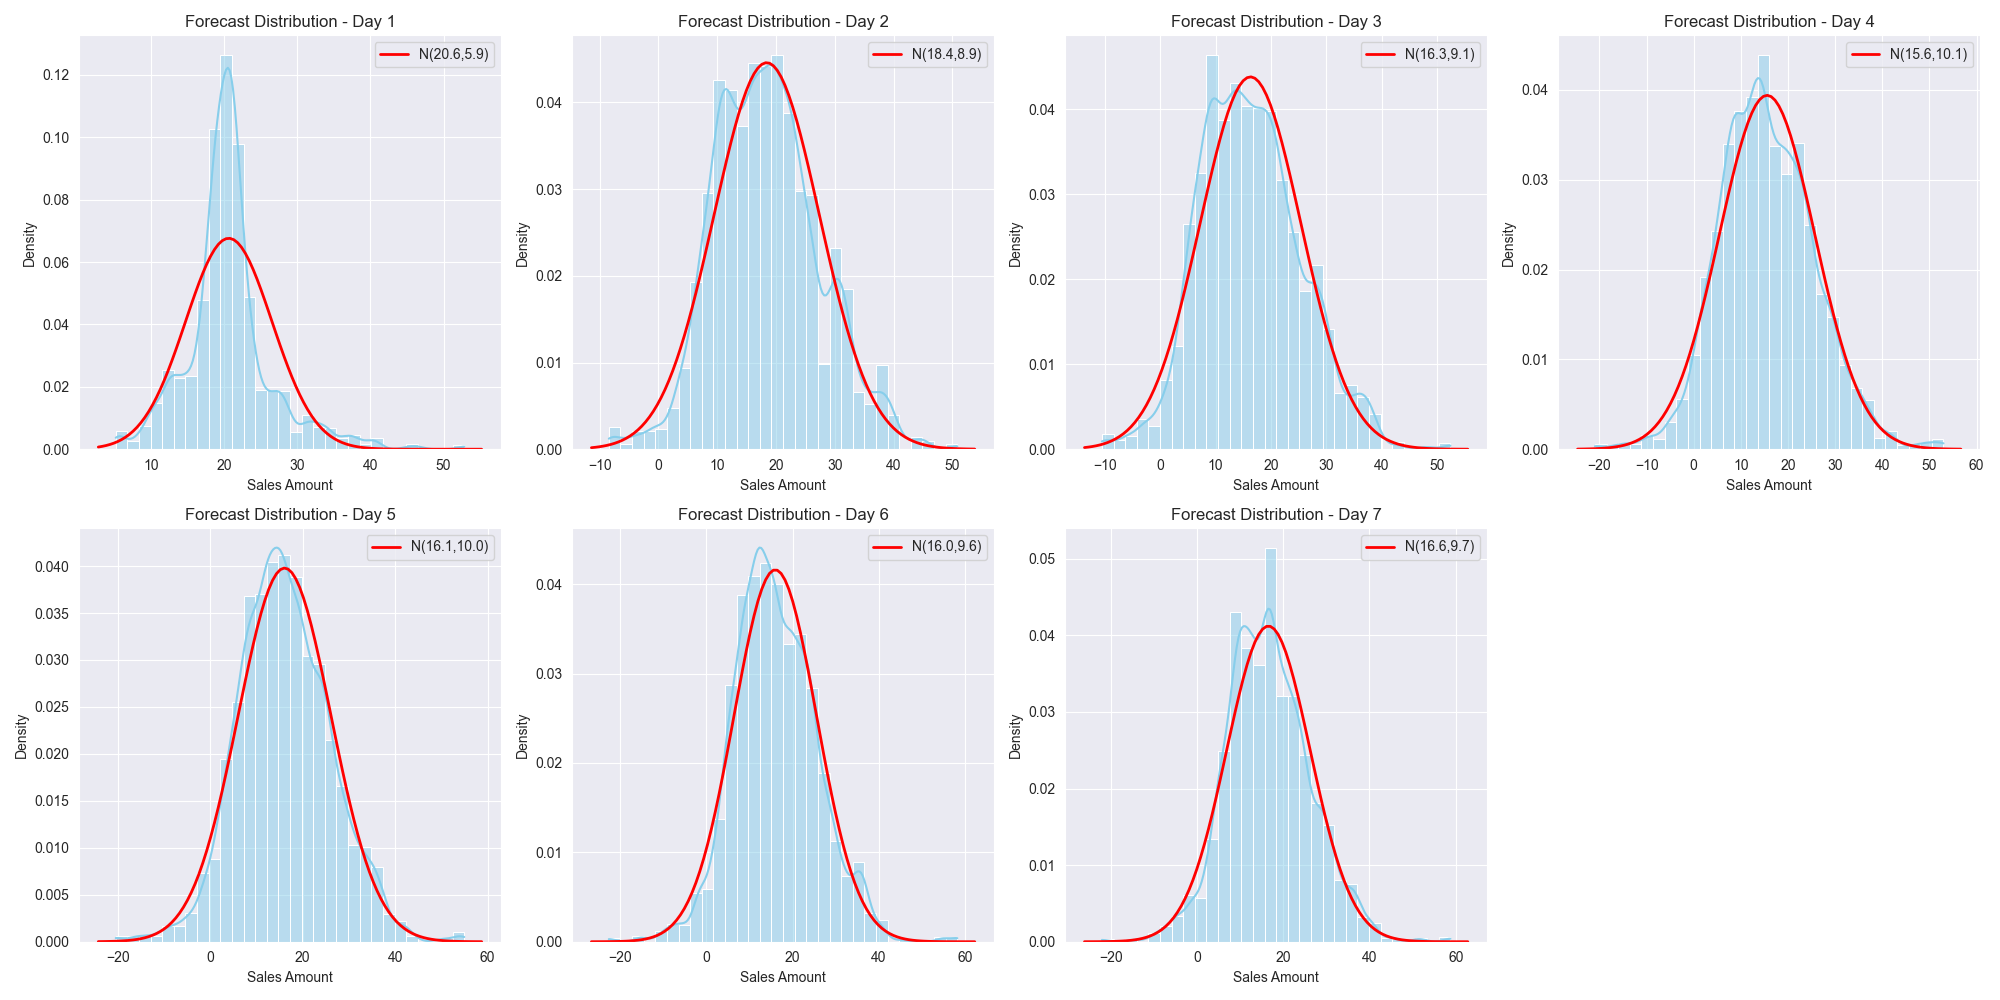 Forecast Distribution - Day 1
N(20.6,5.9)
0.12
0.10
0.08
0.06
0.04
0.02
0.00
Density
10 20 30 40 50
Sales Amount
Forecast Distribution - Day 2
N(18.4,8.9)
0.04
0.03
0.02
0.01
0.00
Density
−10 0 10 20 30 40 50
Sales Amount
Forecast Distribution - Day 3
N(16.3,9.1)
0.04
0.03
0.02
0.01
0.00
Density
−10 0 10 20 30 40 50
Sales Amount
Forecast Distribution - Day 4
N(15.6,10.1)
0.04
0.03
0.02
0.01
0.00
Density
−20 −10 0 10 20 30 40 50 60
Sales Amount
Forecast Distribution - Day 5
N(16.1,10.0)
0.040
0.035
0.030
0.025
0.020
0.015
0.010
0.005
0.000
Density
−20 0 20 40 60
Sales Amount
Forecast Distribution - Day 6
N(16.0,9.6)
0.04
0.03
0.02
0.01
0.00
Density
−20 0 20 40 60
Sales Amount
Forecast Distribution - Day 7
N(16.6,9.7)
0.05
0.04
0.03
0.02
0.01
0.00
Density
−20 0 20 40 60
Sales Amount